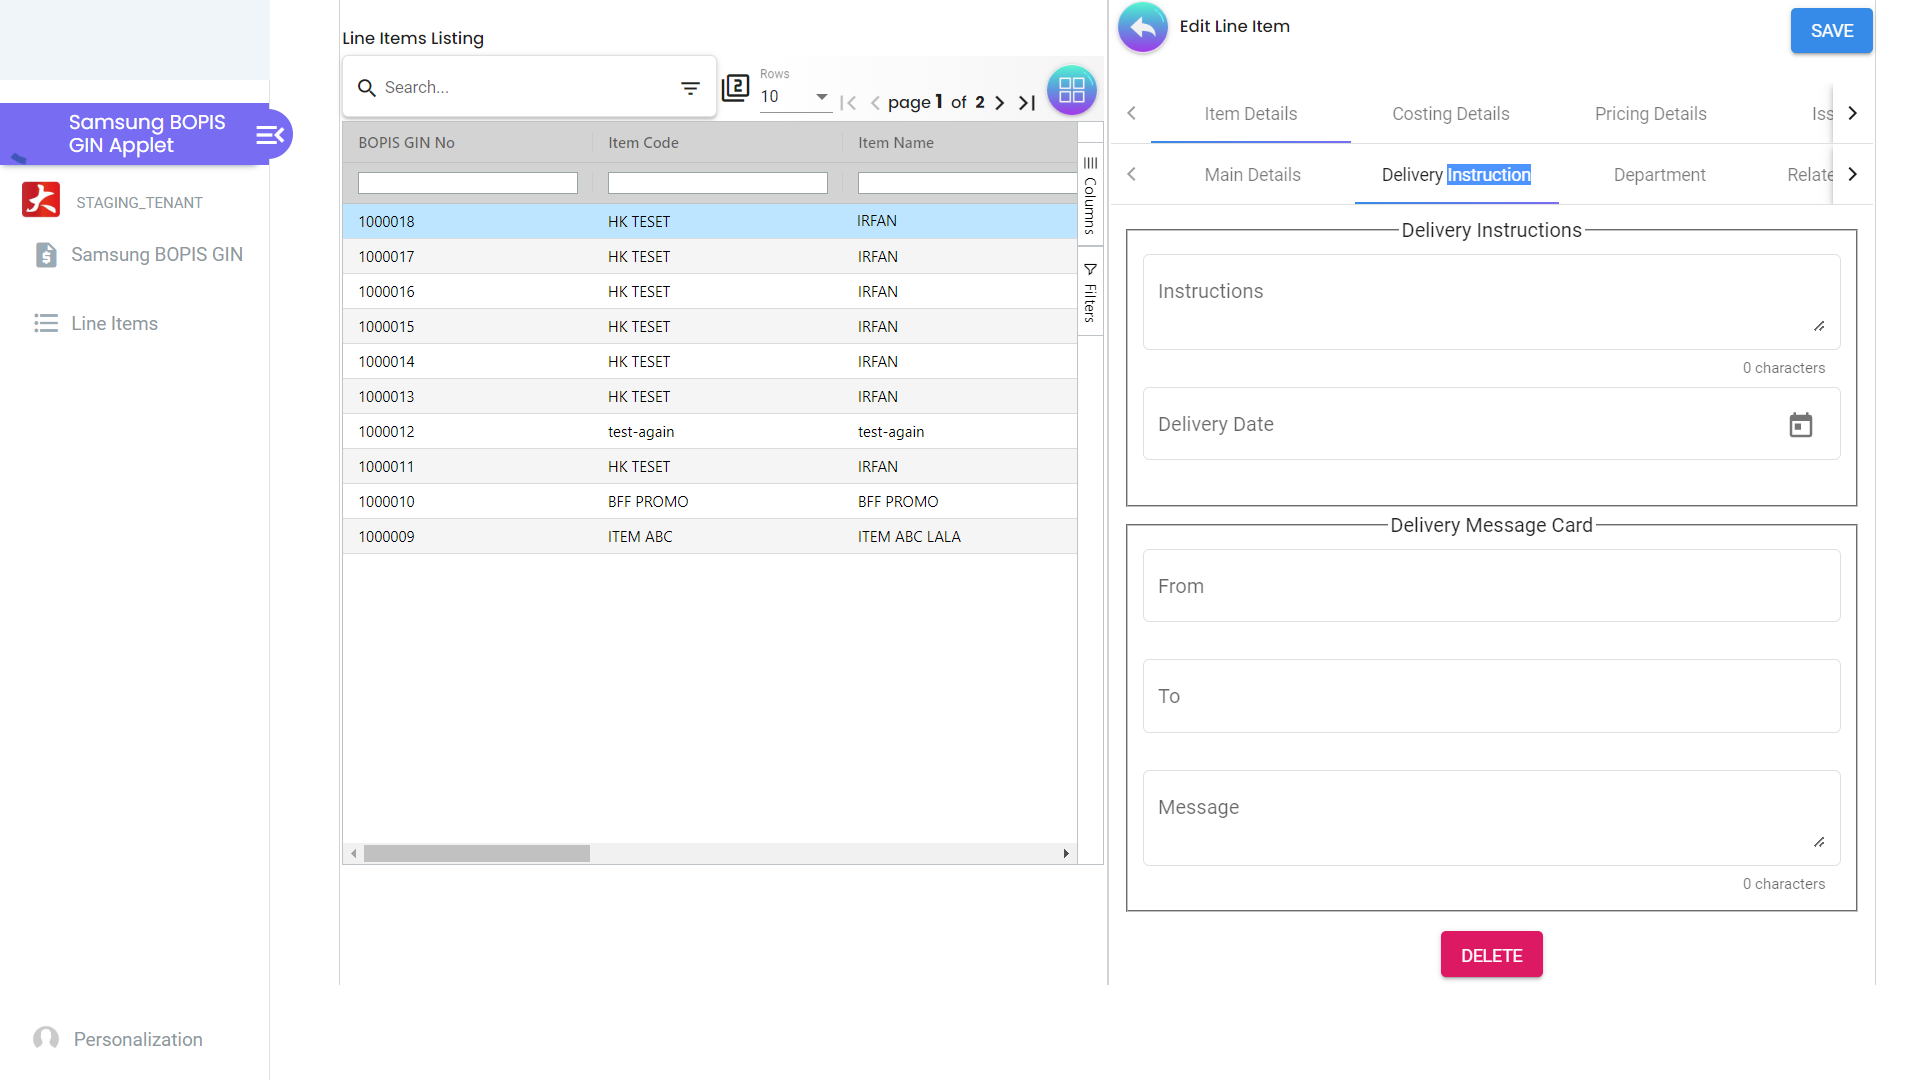 Samsung BOPIS
GIN Applet
STAGING_TENANT
Samsung BOPIS GIN
Line Items
Personalization
Line Items Listing
Search...
2
Rows
10
page 1 of 2
BOPIS GIN No Item Code Item Name
1000018 HK TESET IRFAN
1000017 HK TESET IRFAN
1000016 HK TESET IRFAN
1000015 HK TESET IRFAN
1000014 HK TESET IRFAN
1000013 HK TESET IRFAN
1000012 test-again test-again
1000011 HK TESET IRFAN
1000010 BFF PROMO BFF PROMO
1000009 ITEM ABC ITEM ABC LALA
Columns
Filters
Edit Line Item
SAVE
Item Details Costing Details Pricing Details Iss
Main Details Delivery Instruction Department Relate
Delivery Instructions
Instructions
0 characters
Delivery Date
Delivery Message Card
From
To
Message
0 characters
DELETE